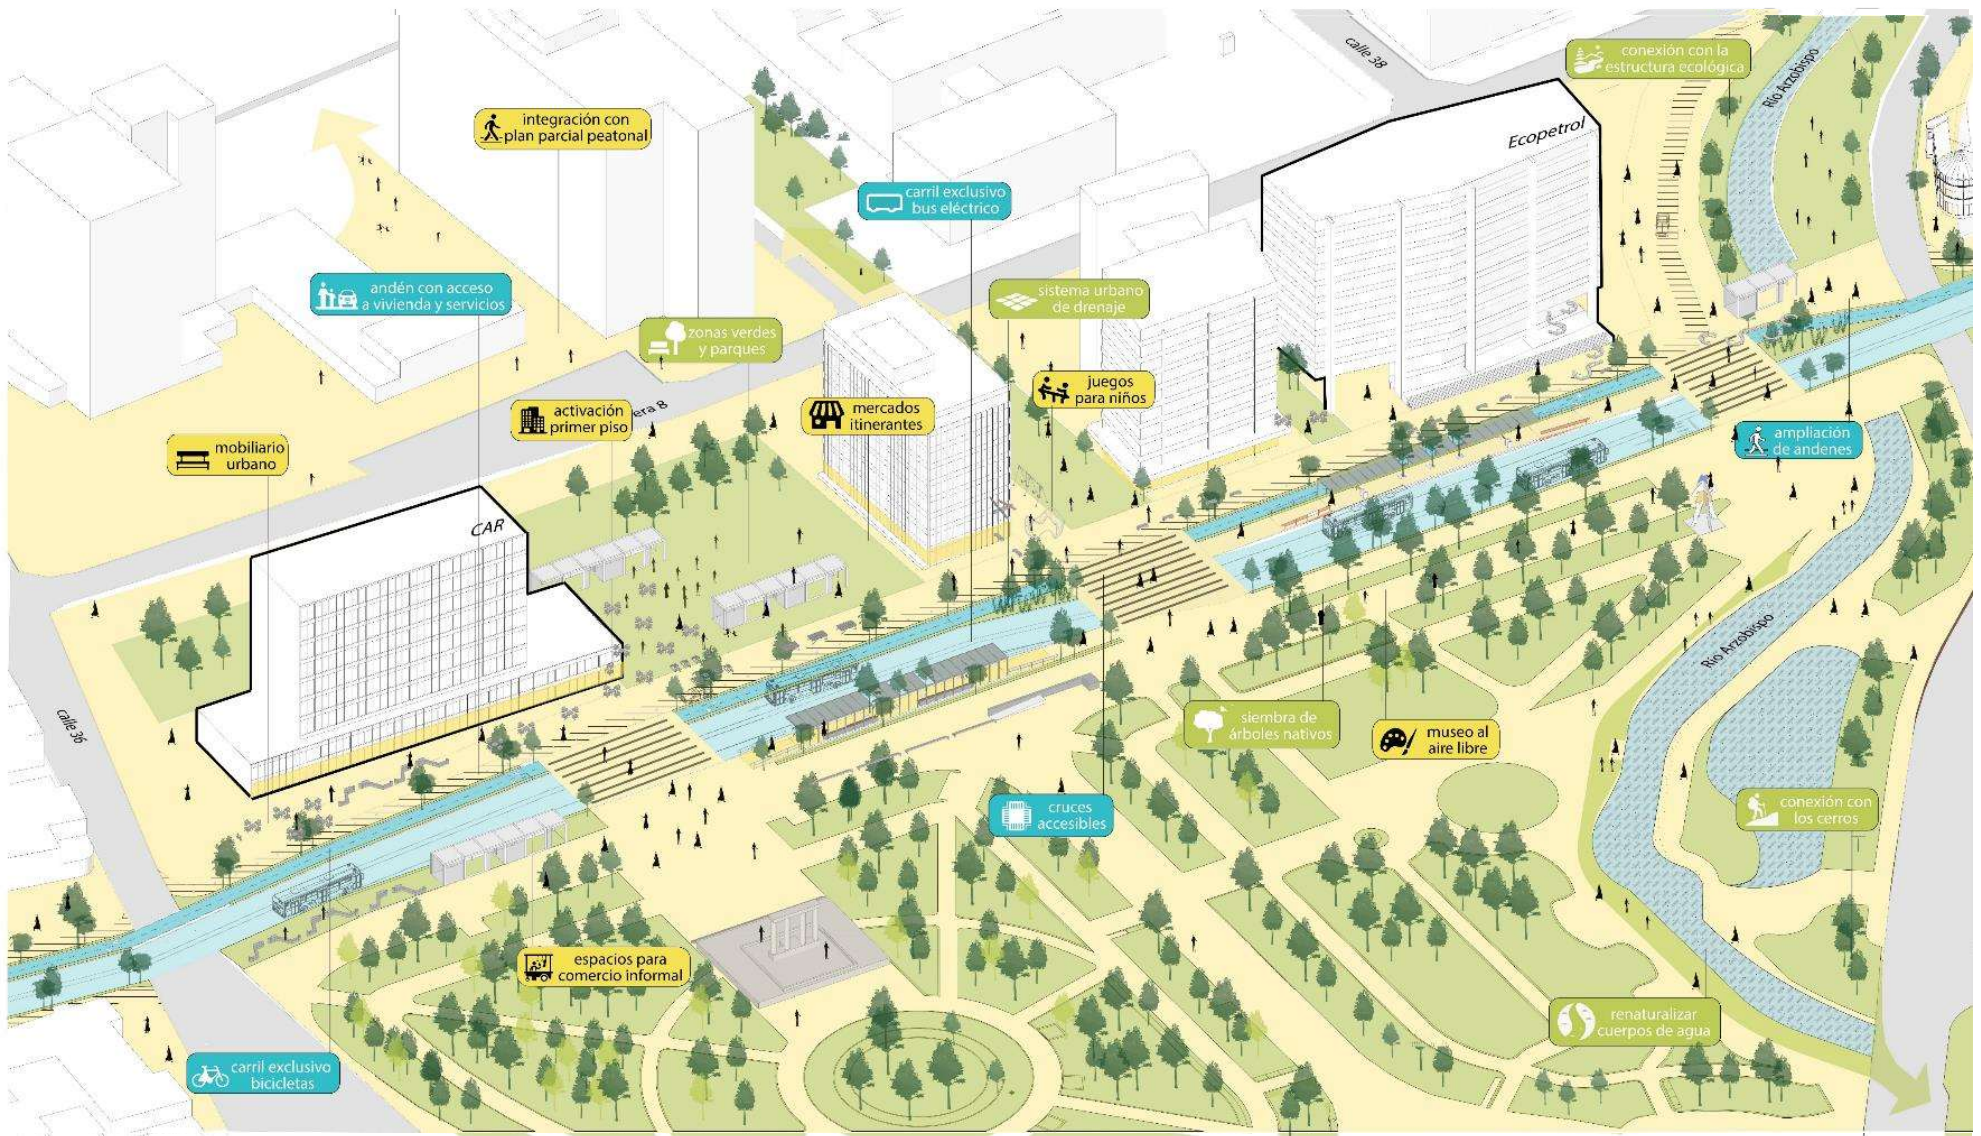 calle 38
conexión con la
estructura ecológica
Río Arzobispo
integración con
plan parcial peatonal
Ecopetrol
carril exclusivo
bus eléctrico
andén con acceso
a vivienda y servicios
sistema urbano
de drenaje
zonas verdes
y parques
juegos
para niños
activación
primer piso
era 8
mercados
itinerantes
mobiliario
urbano
ampliación
de andenes
CAR
Río Arzobispo
calle 36
siembra de
árboles nativos
museo al
aire libre
cruces
accesibles
conexión con
los cerros
espacios para
comercio informal
renaturalizar
cuerpos de agua
carril exclusivo
bicicletas